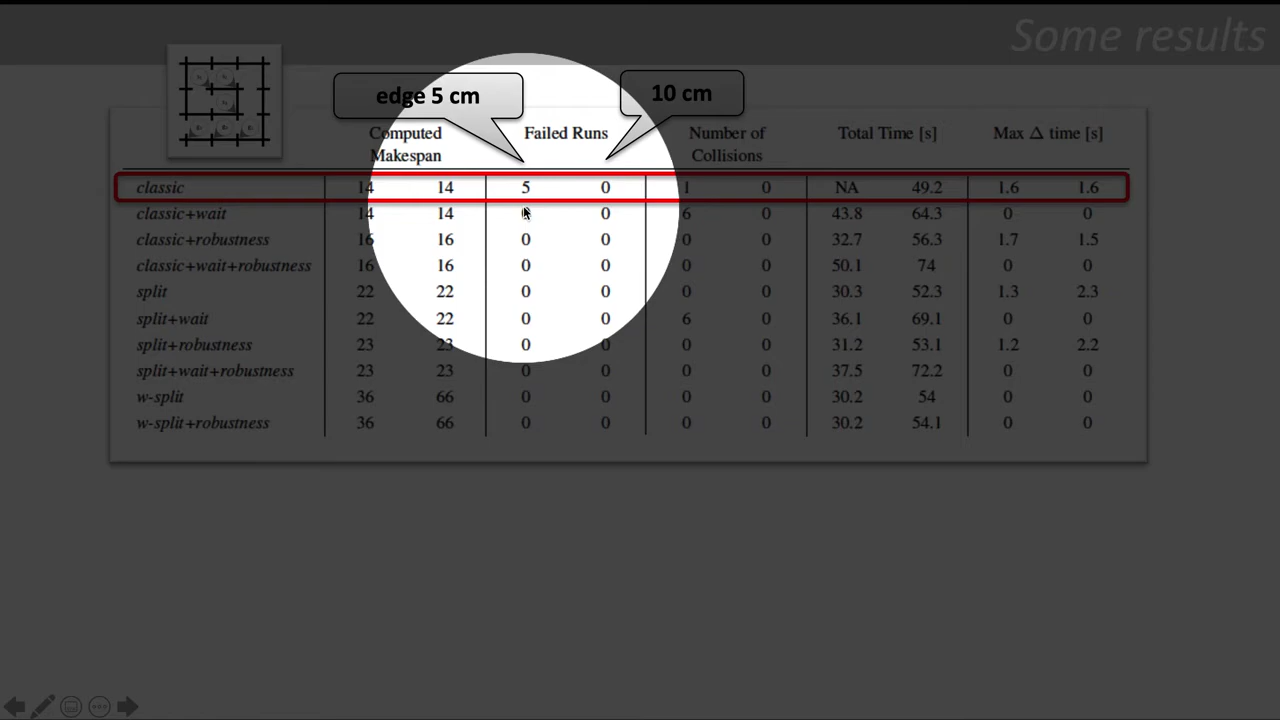 Some results
edge 5 cm
10 cm
Computed Makespan Failed Runs Number of Collisions Total Time [s] Max Δ time [s]
classic 14 14 5 0 1 0 NA 49.2 1.6 1.6
classic+wait 14 14 0 6 0 43.8 64.3 0 0
classic+robustness 16 16 0 0 0 0 32.7 56.3 1.7 1.5
classic+wait+robustness 16 16 0 0 0 0 50.1 74 0 0
split 22 22 0 0 0 0 30.3 52.3 1.3 2.3
split+wait 22 22 0 0 6 0 36.1 69.1 0 0
split+robustness 23 23 0 0 0 0 31.2 53.1 1.2 2.2
split+wait+robustness 23 23 0 0 0 0 37.5 72.2 0 0
w-split 36 66 0 0 0 0 30.2 54 0 0
w-split+robustness 36 66 0 0 0 0 30.2 54.1 0 0